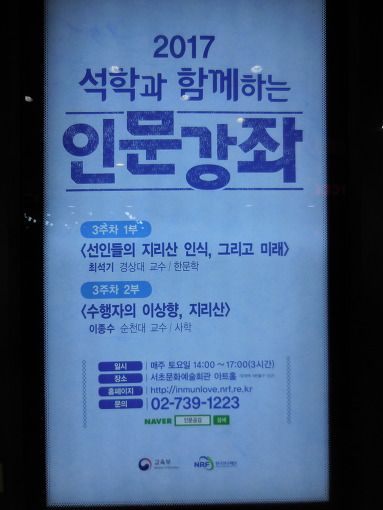 2017
석학과 함께하는
인문강좌
3주차 1부
<선인들의 지리산 인식, 그리고 미래>
최석기 경상대 교수 / 한문학
3주차 2부
<수행자의 이상향, 지리산>
이종수 순천대 교수 / 사학
일시 매주 토요일 14:00 ~ 17:00(3시간)
장소 서초문화예술회관 아트홀
홈페이지 http://inmunlove.nrf.re.kr
문의 02-739-1223
NAVER 인문공감 검색
교육부 NRF 한국연구재단